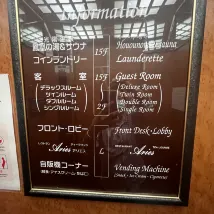 Information
鳳凰の湯&サウナ 15F Hououno-yu & Sauna
コインランドリー 15F Launderette
客室 15F Guest Room
デラックスルーム Deluxe Room
ツインルーム Twin Room
ダブルルーム Double Room
シングルルーム 2F Single Room
フロント・ロビー Front Desk・Lobby
Aries L Aries
自販機コーナー Vending Machine